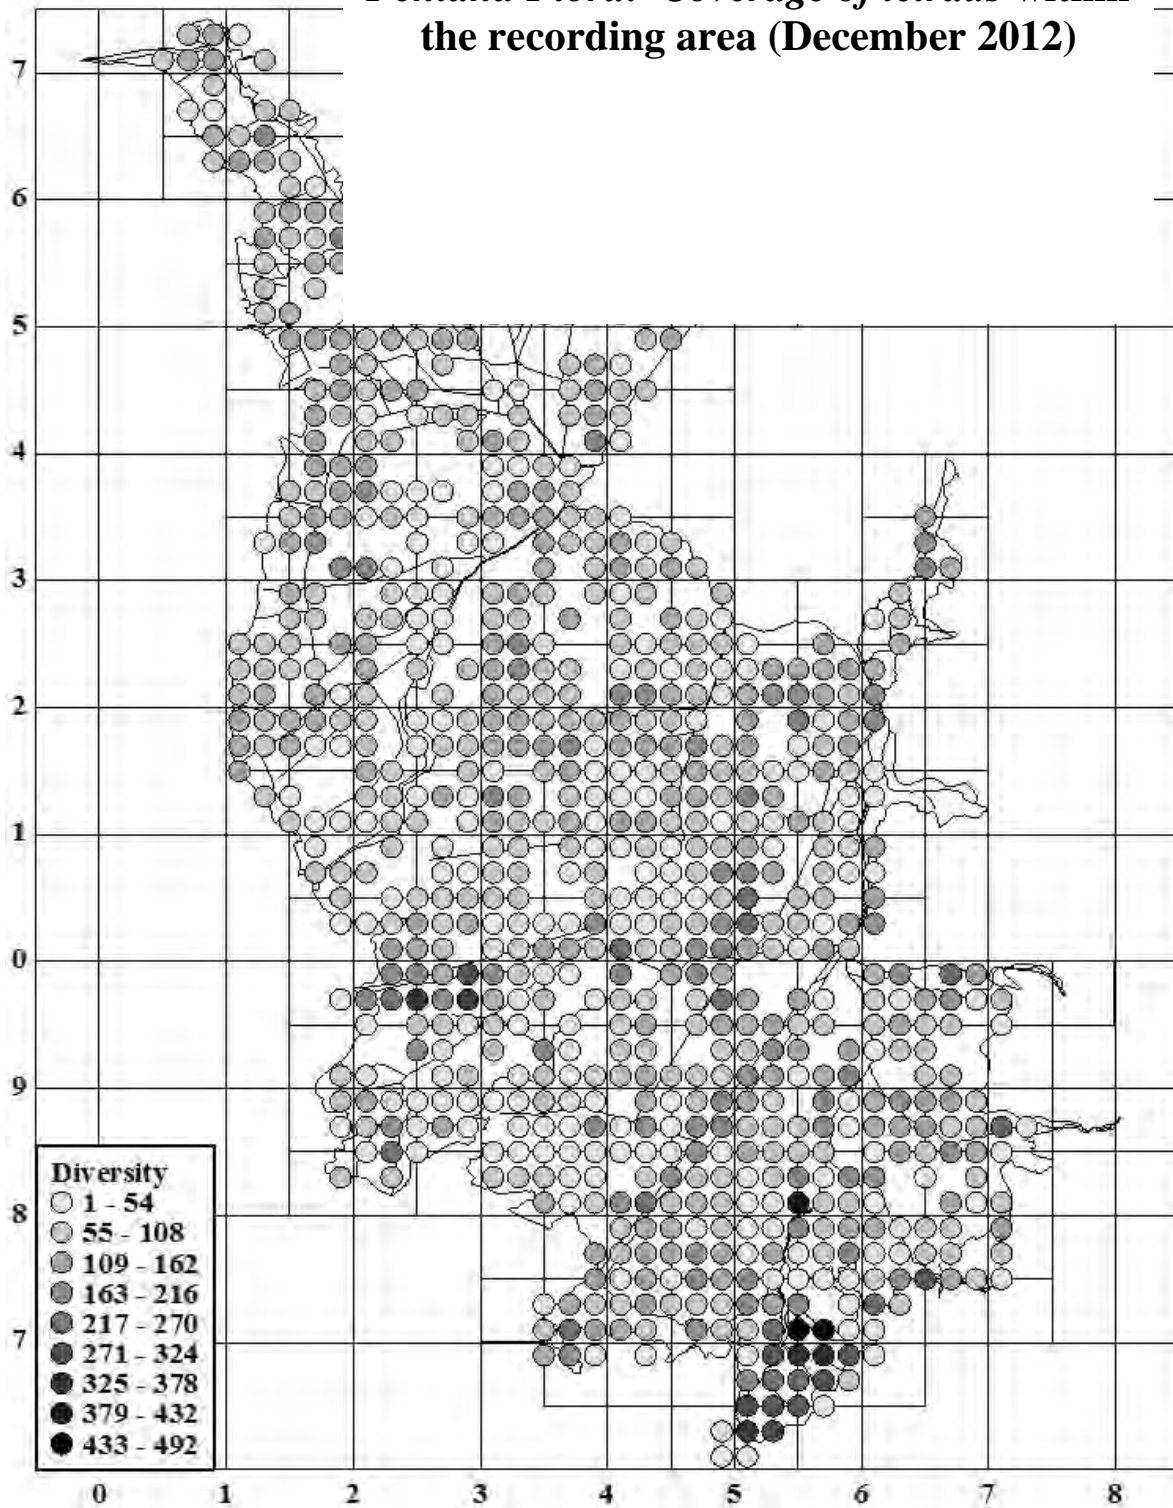 Coverage of tetrads within
the recording area (December 2012)
7
6
5
4
3
2
1
0
9
8
7
Diversity
1 - 54
55 - 108
109 - 162
163 - 216
217 - 270
271 - 324
325 - 378
379 - 432
433 - 492
0 1 2 3 4 5 6 7 8